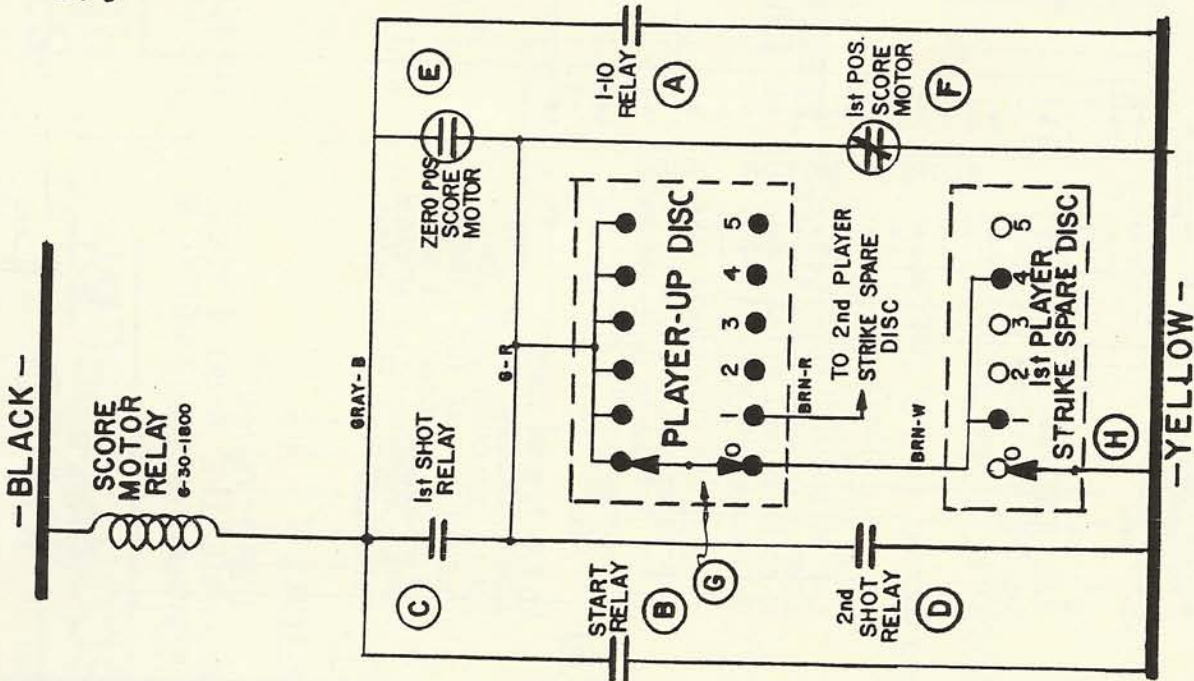 - BLACK -
SCORE
MOTOR
RELAY
6-30-1800
GRAY-B
E
ZERO POS
SCORE
MOTOR
1-10
RELAY
A
C
1st SHOT
RELAY
G-R
PLAYER-UP DISC
0 1 2 3 4 5
1st POS.
SCORE
MOTOR
F
START
RELAY
B
G
BRN-R
TO 2nd PLAYER
STRIKE SPARE
DISC
2nd
SHOT
RELAY
D
BRN-W
0 1 2 3 4 5
1st PLAYER
STRIKE SPARE DISC
H
- YELLOW -